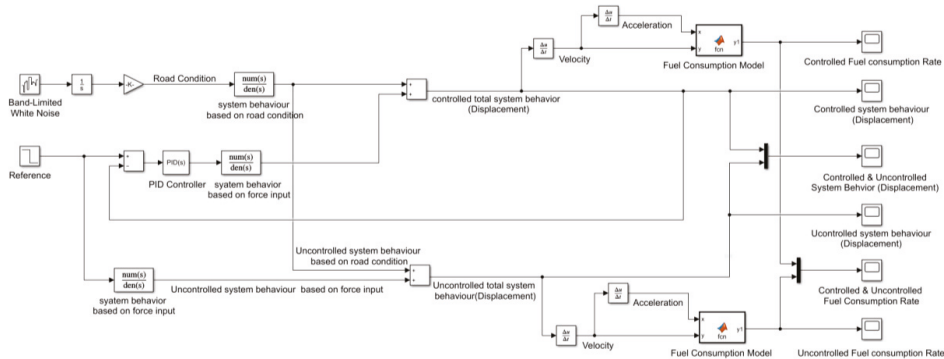 Δu
Δt
Acceleration
Δu
Δt
Velocity
x
y
fcn
y1
Fuel Consumption Model
Controlled Fuel consumption Rate
Band-Limited
White Noise
1
s
-K-
Road Condition
num(s)
den(s)
system behaviour
based on road condition
controlled total system behavior
(Displacement)
Controlled system behaviour
(Displacement)
Reference
PID(s)
PID Controller
num(s)
den(s)
syatem behavior
based on force input
Controlled & Uncontrolled
System Behvior (Displacement)
Ucontrolled system behaviour
(Displacement)
Uncontrolled system behaviour
based on road condition
num(s)
den(s)
syatem behavior
based on force input
Uncontrolled system behaviour based on force input
Uncontrolled total system
behaviour(Displacement)
Controlled & Uncontrolled
Fuel Consumption Rate
Δu
Δt
Acceleration
Δu
Δt
Velocity
x
y
fcn
y1
Fuel Consumption Model
Uncontrolled Fuel consumption Rate